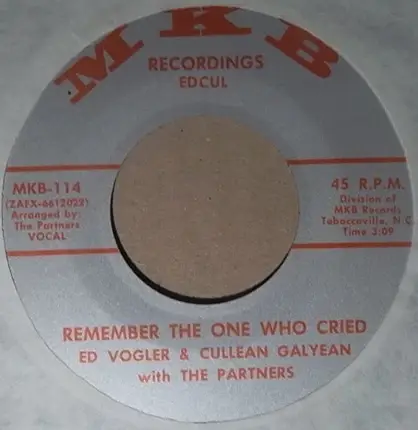 MKB
RECORDINGS
EDCUL
MKB-114
(ZAFX-6612022)
Arranged by:
The Partners
VOCAL
45 R.P.M.
Division of
MKB Records
Tobaccoville, N.C.
Time 3:09
REMEMBER THE ONE WHO CRIED
ED VOGLER & CULLEAN GALYEAN
with THE PARTNERS